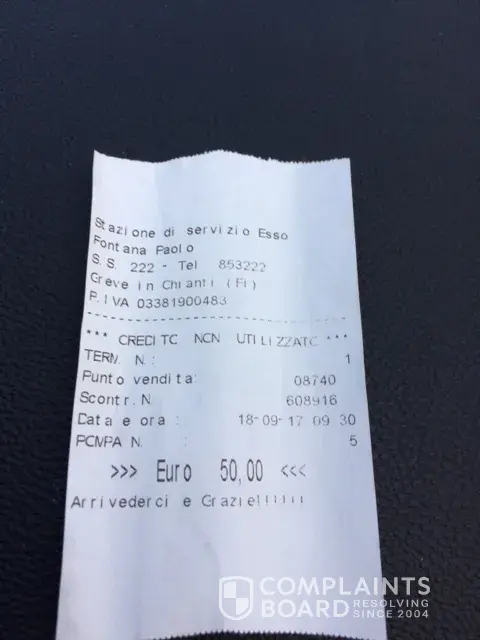 Stazione di servizio Esso
Fontana Paolo
S.S. 222 - Tel 853222
Greve in Chianti (Fi)
P.IVA 03381900483
*** CREDITO NON UTILIZZATO ***
TERM. N.: 1
Punto vendita: 08740
Scontr. N 608916
Data e ora : 18-09-17 09.30
POMPA N. : 5
>>> Euro 50,00 <<<
Arrivederci e Grazie!!!!!!
COMPLAINTS
BOARD RESOLVING
SINCE 2004